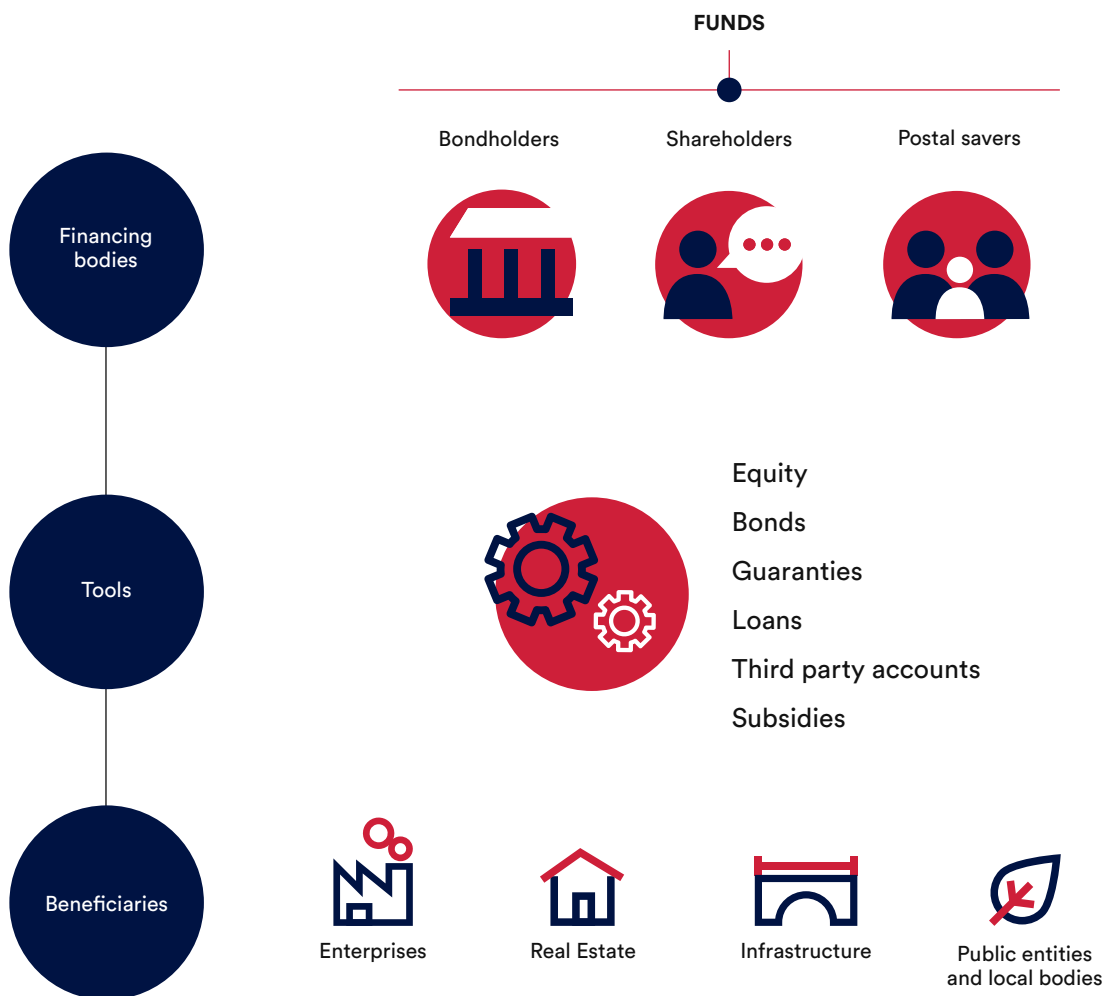 FUNDS
Bondholders
Shareholders
Postal savers
Financing
bodies
Equity
Bonds
Guaranties
Loans
Third party accounts
Subsidies
Tools
Beneficiaries
Enterprises
Real Estate
Infrastructure
Public entities
and local bodies